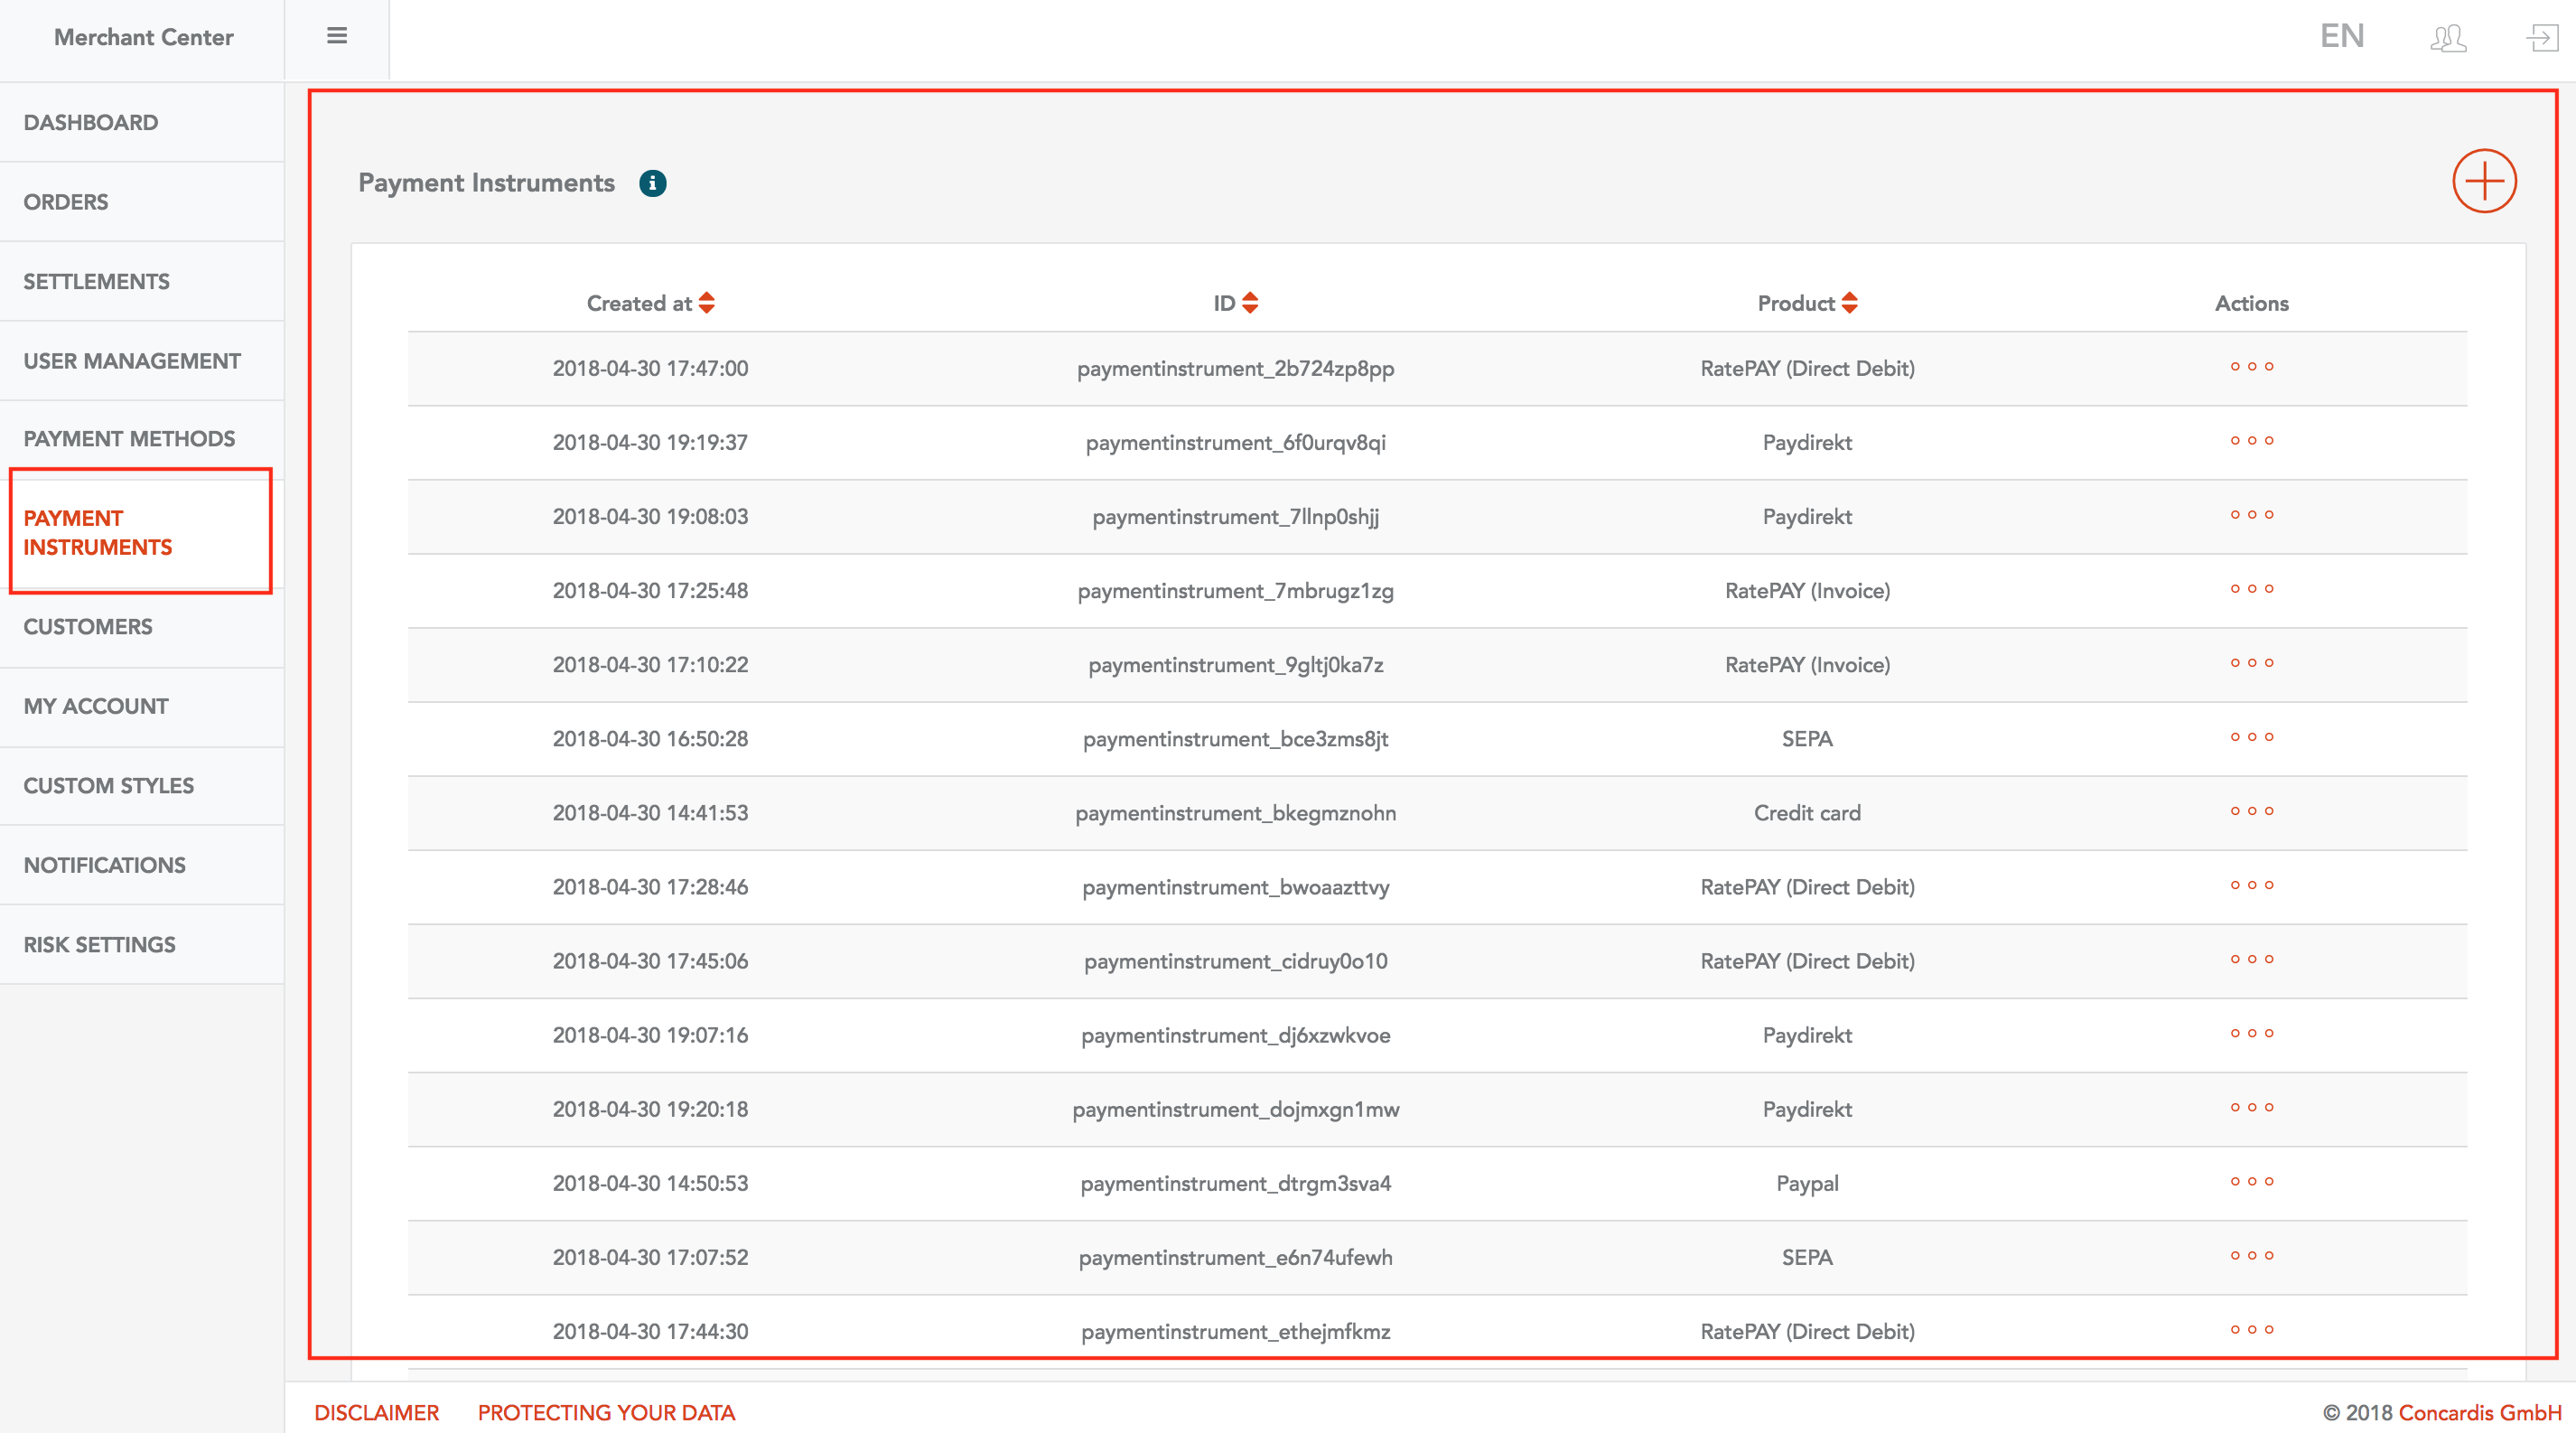 Merchant Center
EN
DASHBOARD
ORDERS
SETTLEMENTS
USER MANAGEMENT
PAYMENT METHODS
PAYMENT
INSTRUMENTS
CUSTOMERS
MY ACCOUNT
CUSTOM STYLES
NOTIFICATIONS
RISK SETTINGS
Payment Instruments
Created at ID Product Actions
2018-04-30 17:47:00 paymentinstrument_2b724zp8pp RatePAY (Direct Debit)
2018-04-30 19:19:37 paymentinstrument_6f0urqv8qi Paydirekt
2018-04-30 19:08:03 paymentinstrument_7llnp0shjj Paydirekt
2018-04-30 17:25:48 paymentinstrument_7mbrugz1zg RatePAY (Invoice)
2018-04-30 17:10:22 paymentinstrument_9gltj0ka7z RatePAY (Invoice)
2018-04-30 16:50:28 paymentinstrument_bce3zms8jt SEPA
2018-04-30 14:41:53 paymentinstrument_bkegmznohn Credit card
2018-04-30 17:28:46 paymentinstrument_bwoaazttvy RatePAY (Direct Debit)
2018-04-30 17:45:06 paymentinstrument_cidruy0o10 RatePAY (Direct Debit)
2018-04-30 19:07:16 paymentinstrument_dj6xzwkvoe Paydirekt
2018-04-30 19:20:18 paymentinstrument_dojmxgn1mw Paydirekt
2018-04-30 14:50:53 paymentinstrument_dtrgm3sva4 Paypal
2018-04-30 17:07:52 paymentinstrument_e6n74ufewh SEPA
2018-04-30 17:44:30 paymentinstrument_ethejmfkmz RatePAY (Direct Debit)
DISCLAIMER PROTECTING YOUR DATA © 2018 Concardis GmbH